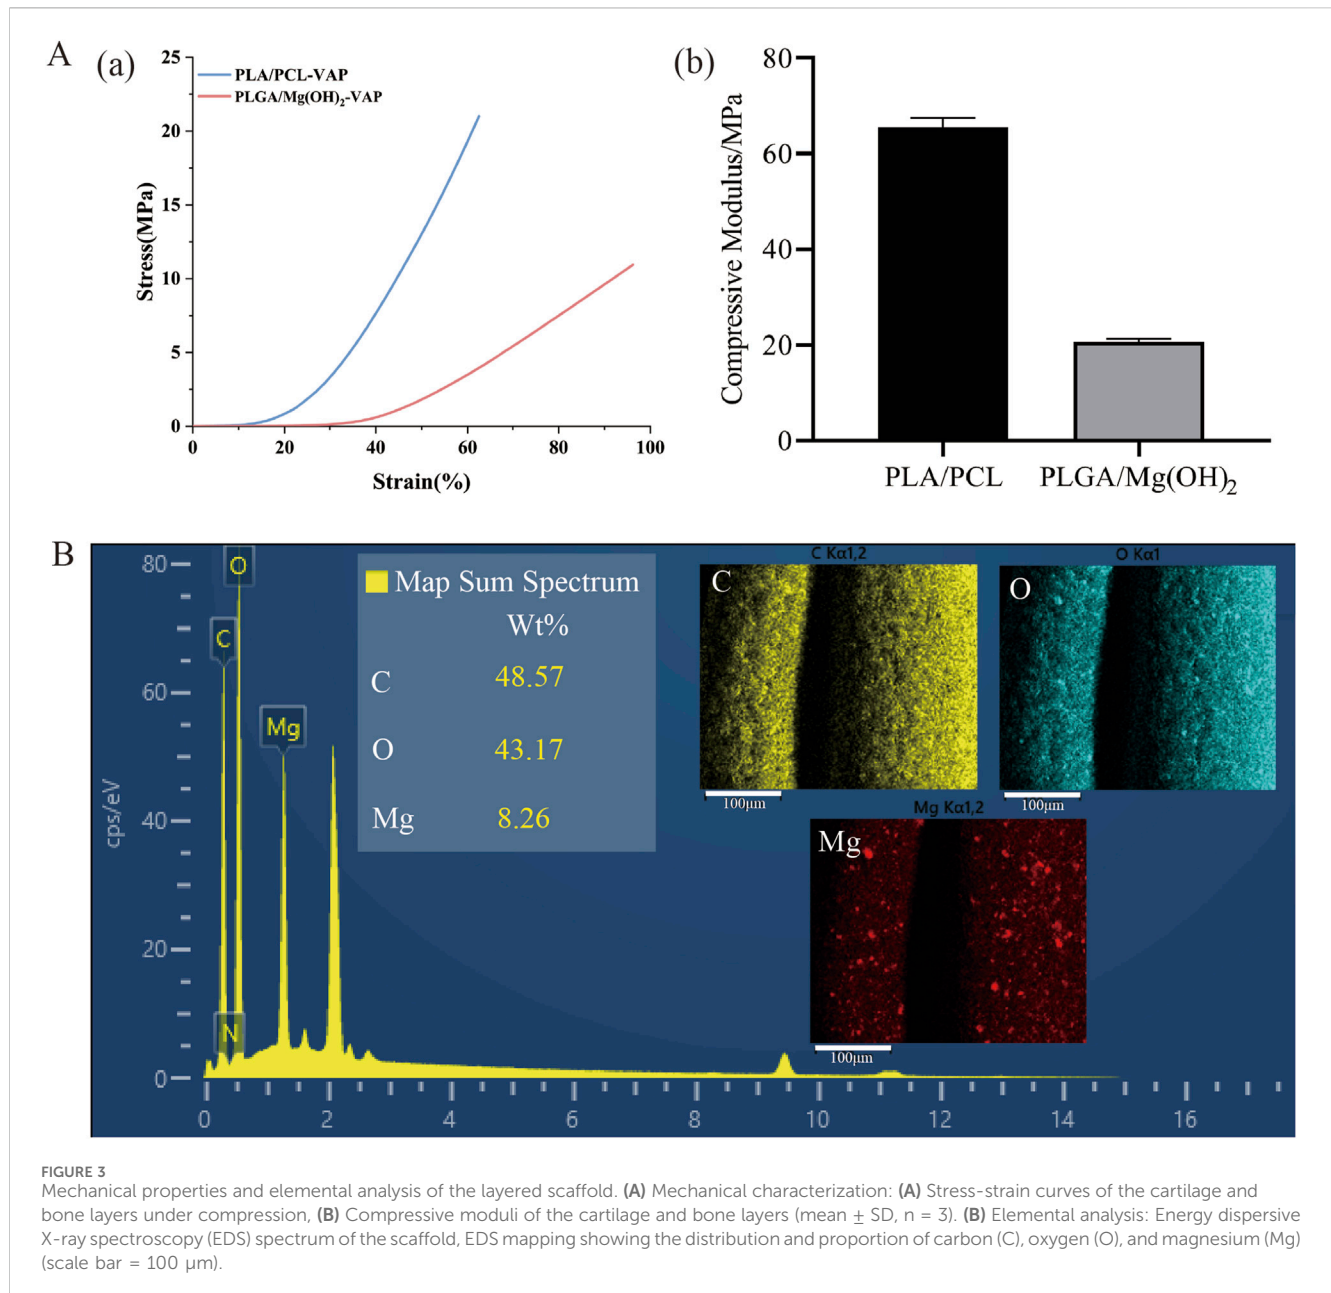 A
(a)
25
20
15
10
5
0
Stress(MPa)
PLA/PCL-VAP
PLGA/Mg(OH)₂-VAP
0 20 40 60 80 100
Strain(%)
(b)
80
60
40
20
0
Compressive Modulus/MPa
PLA/PCL PLGA/Mg(OH)₂
B
80
60
40
20
0
cps/eV
O
C
Mg
N
0 2 4 6 8 10 12 14 16
Map Sum Spectrum
Wt%
C 48.57
O 43.17
Mg 8.26
C Kα1,2
C
100μm
O Kα1
O
100μm
Mg Kα1,2
Mg
100μm
FIGURE 3
Mechanical properties and elemental analysis of the layered scaffold. (A) Mechanical characterization: (A) Stress-strain curves of the cartilage and
bone layers under compression, (B) Compressive moduli of the cartilage and bone layers (mean ± SD, n = 3). (B) Elemental analysis: Energy dispersive
X-ray spectroscopy (EDS) spectrum of the scaffold, EDS mapping showing the distribution and proportion of carbon (C), oxygen (O), and magnesium (Mg)
(scale bar = 100 μm).